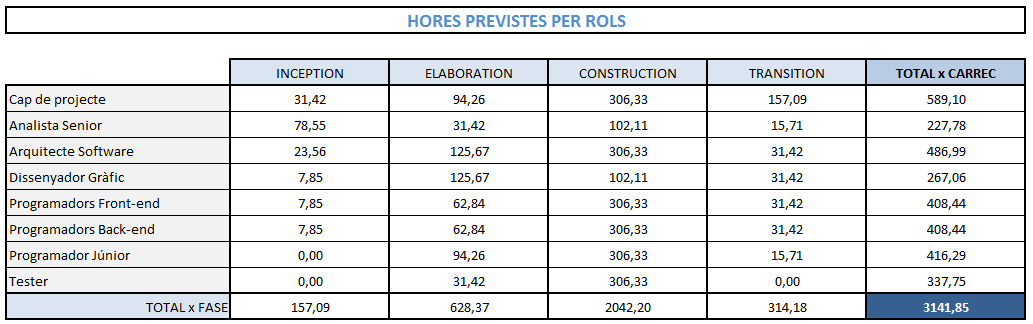 HORES PREVISTES PER ROLS
INCEPTION ELABORATION CONSTRUCTION TRANSITION TOTAL x CARREC
Cap de projecte 31,42 94,26 306,33 157,09 589,10
Analista Senior 78,55 31,42 102,11 15,71 227,78
Arquitecte Software 23,56 125,67 306,33 31,42 486,99
Dissenyador Gràfic 7,85 125,67 102,11 31,42 267,06
Programadors Front-end 7,85 62,84 306,33 31,42 408,44
Programadors Back-end 7,85 62,84 306,33 31,42 408,44
Programador Júnior 0,00 94,26 306,33 15,71 416,29
Tester 0,00 31,42 306,33 0,00 337,75
TOTAL x FASE 157,09 628,37 2042,20 314,18 3141,85